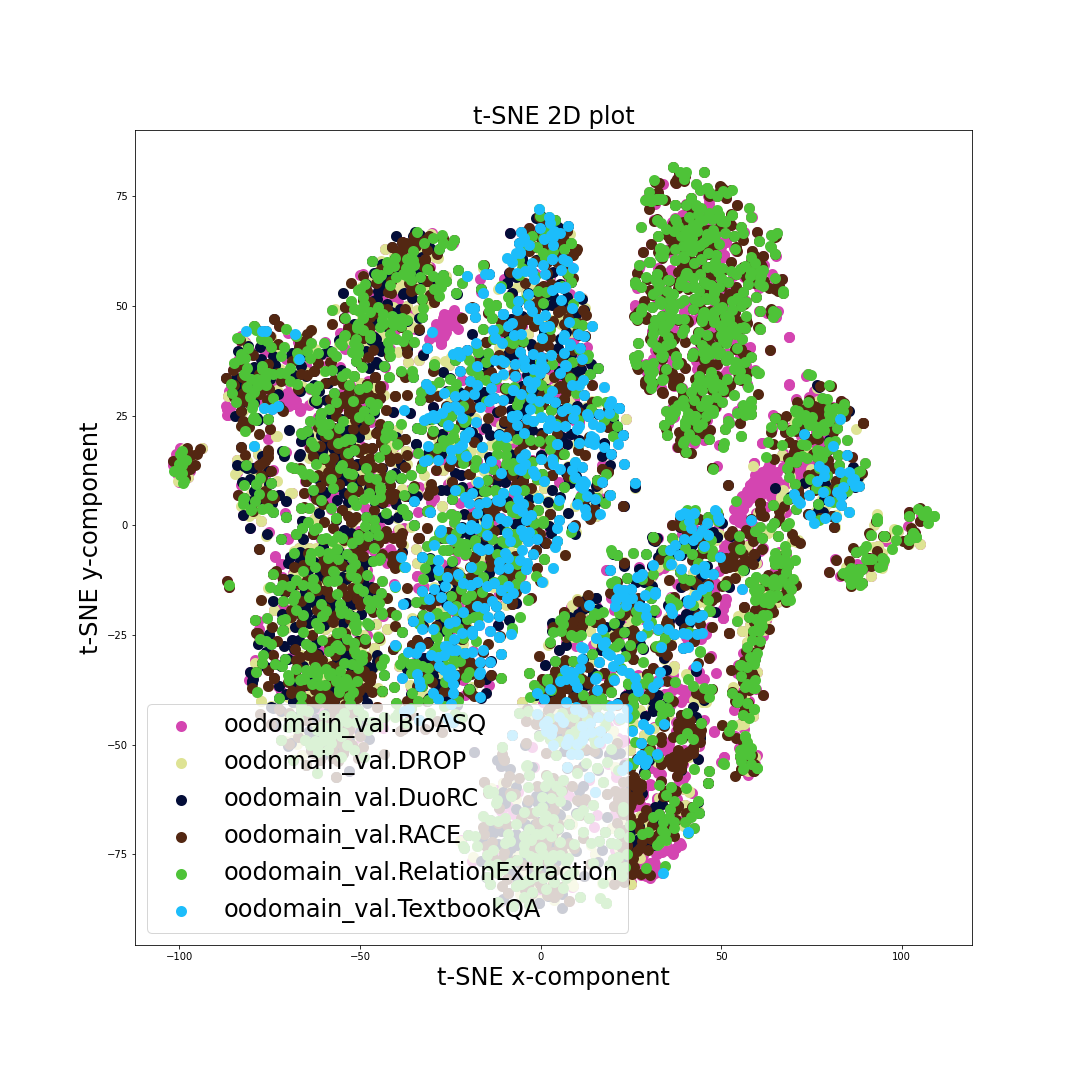 t-SNE 2D plot
75
50
25
0
−25
−50
−75
t-SNE y-component
oodomain_val.BioASQ
oodomain_val.DROP
oodomain_val.DuoRC
oodomain_val.RACE
oodomain_val.RelationExtraction
oodomain_val.TextbookQA
−100 −50 0 50 100
t-SNE x-component